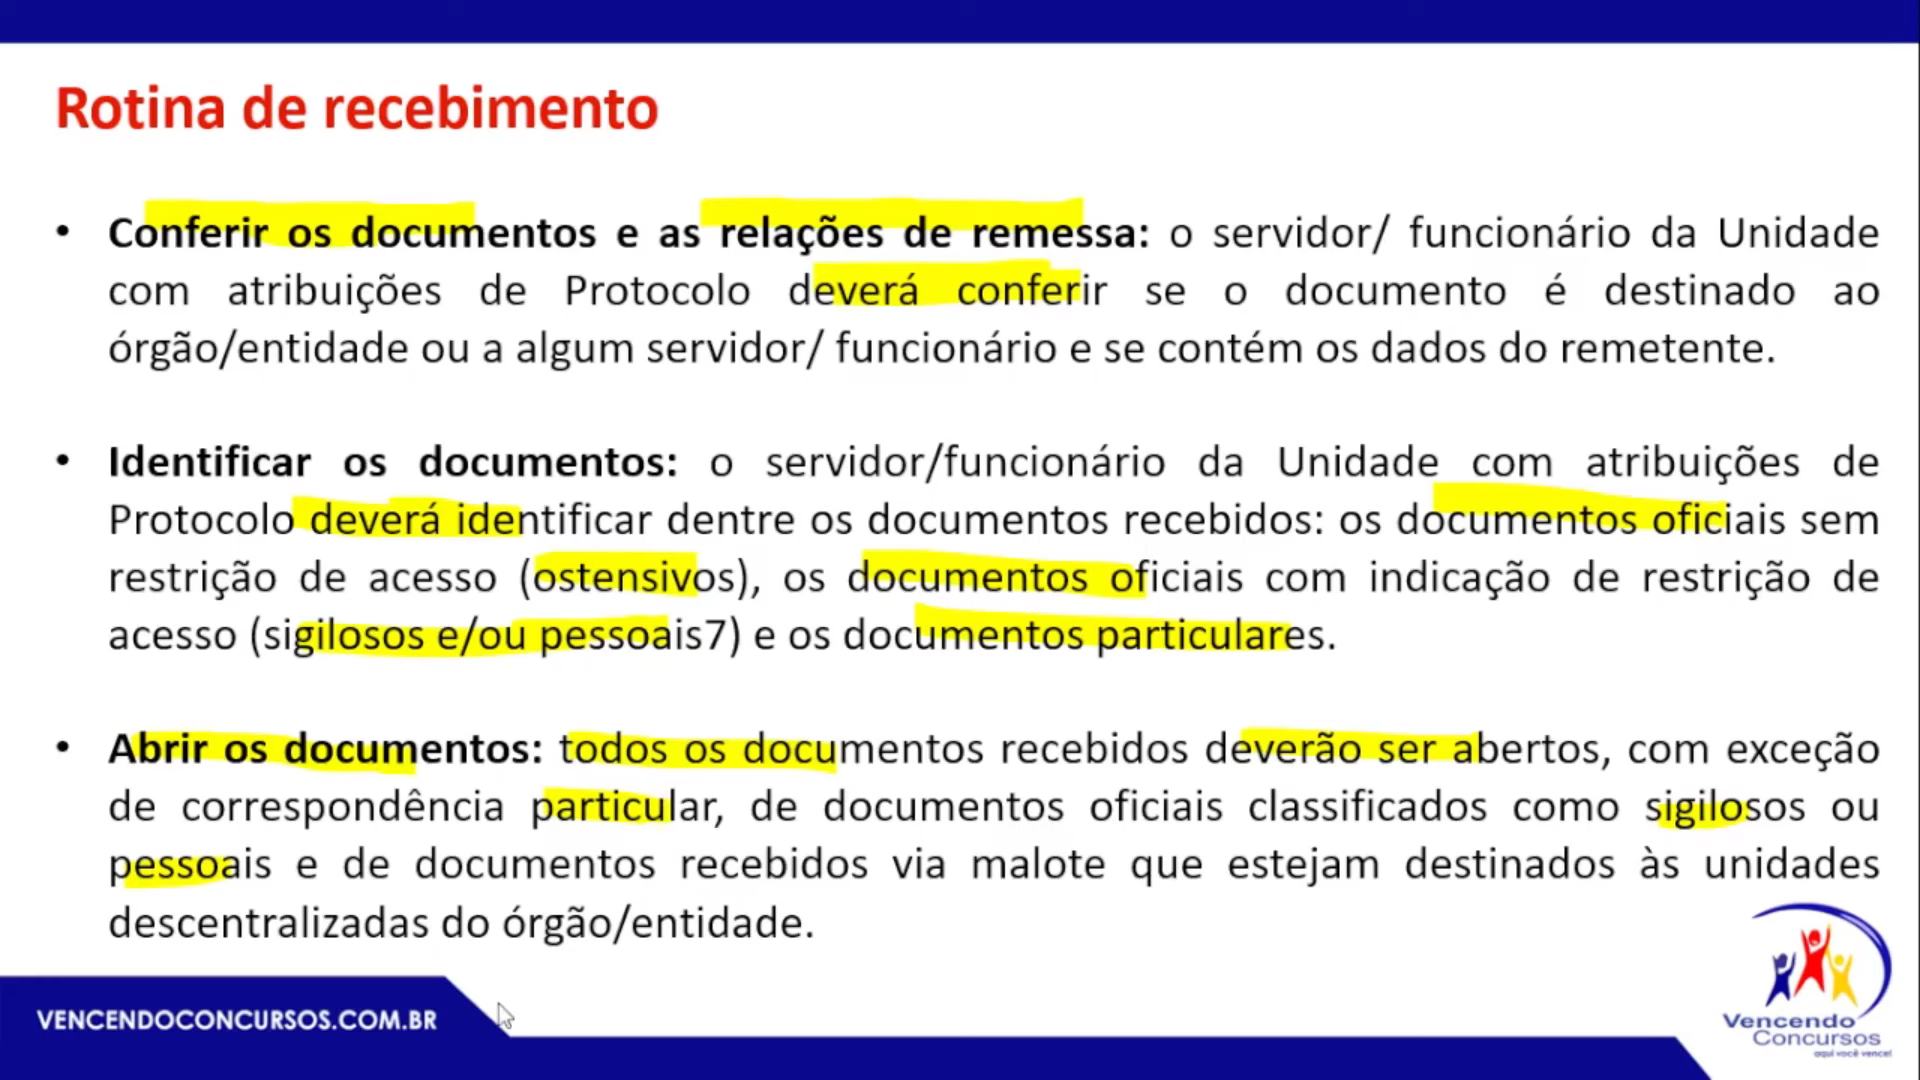 Rotina de recebimento
• Conferir os documentos e as relações de remessa: o servidor/ funcionário da Unidade
com atribuições de Protocolo deverá conferir se o documento é destinado ao
órgão/entidade ou a algum servidor/ funcionário e se contém os dados do remetente.
• Identificar os documentos: o servidor/funcionário da Unidade com atribuições de
Protocolo deverá identificar dentre os documentos recebidos: os documentos oficiais sem
restrição de acesso (ostensivos), os documentos oficiais com indicação de restrição de
acesso (sigilosos e/ou pessoais7) e os documentos particulares.
• Abrir os documentos: todos os documentos recebidos deverão ser abertos, com exceção
de correspondência particular, de documentos oficiais classificados como sigilosos ou
pessoais e de documentos recebidos via malote que estejam destinados às unidades
descentralizadas do órgão/entidade.
VENCENDOCONCURSOS.COM.BR
Vencendo
Concursos
aqui você vence!